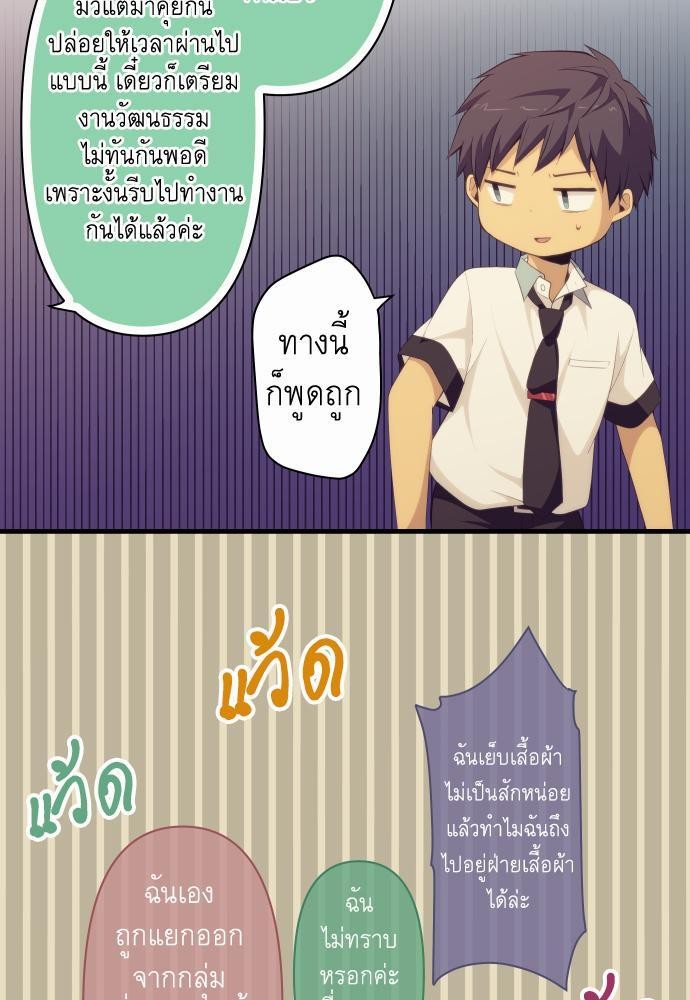 มัวแต่มาคุยกัน
ปล่อยให้เวลาผ่านไป
แบบนี้ เดี๋ยวก็เตรียม
งานวัฒนธรรม
ไม่ทันกันพอดี
เพราะงั้นรีบไปทำงาน
กันได้แล้วค่ะ
ทางนี้
ก็พูดถูก
แว้ด
แว้ด
ฉันเย็บเสื้อผ้า
ไม่เป็นสักหน่อย
แล้วทำไมฉันถึง
ไปอยู่ฝ่ายเสื้อผ้า
ได้ล่ะ
ฉันเอง
ถูกแยกออก
จากกลุ่ม
ฉัน
ไม่ทราบ
หรอกค่ะ